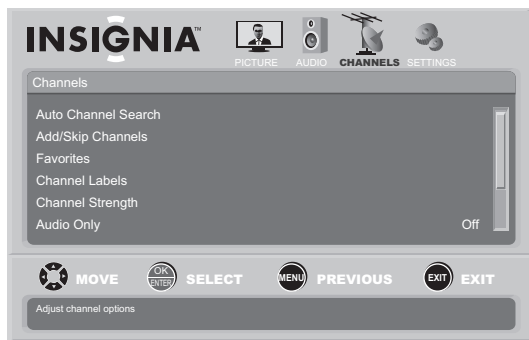 INSIGNIA™
PICTURE AUDIO CHANNELS SETTINGS
Channels
Auto Channel Search
Add/Skip Channels
Favorites
Channel Labels
Channel Strength
Audio Only Off
MOVE OK ENTER SELECT MENU PREVIOUS EXIT EXIT
Adjust channel options